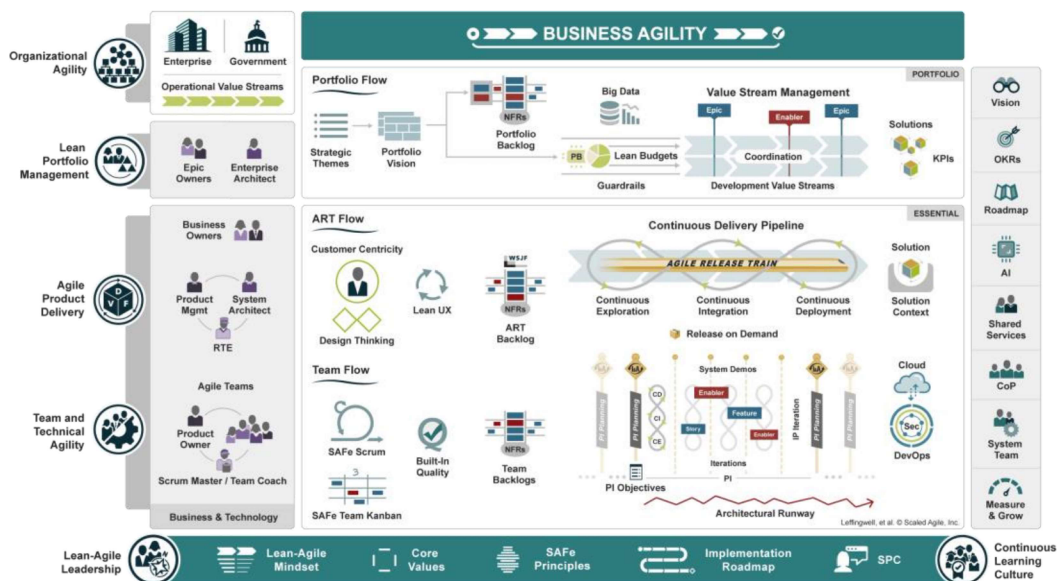 Organizational
Agility
Enterprise
Government
Operational Value Streams
BUSINESS AGILITY
Lean
Portfolio
Management
Epic
Owners
Enterprise
Architect
Portfolio Flow
PORTFOLIO
Strategic
Themes
Portfolio
Vision
NFRs
Portfolio
Backlog
Big Data
PB
Lean Budgets
Guardrails
Value Stream Management
Epic
Enabler
Epic
Coordination
Development Value Streams
Solutions
KPIs
Agile
Product
Delivery
D
V
F
Business
Owners
Product
Mgmt
System
Architect
RTE
ART Flow
ESSENTIAL
Customer Centricity
Design Thinking
Lean UX
WSJF
NFRs
ART
Backlog
Continuous Delivery Pipeline
AGILE RELEASE TRAIN
Continuous
Exploration
Continuous
Integration
Continuous
Deployment
Solution
Solution
Context
Release on Demand
Team and
Technical
Agility
Agile Teams
Product
Owner
Scrum Master / Team Coach
Business & Technology
Team Flow
SAFe Scrum
3
SAFe Team Kanban
Built-In
Quality
NFRs
Team
Backlogs
PI Planning
PI Planning
CD
CI
CE
System Demos
Enabler
Story
Feature
Enabler
IP Iteration
PI Planning
PI Planning
Iterations
PI
PI Objectives
Architectural Runway
Cloud
Sec
DevOps
Leffingwell, et al. © Scaled Agile, Inc.
Vision
OKRs
Roadmap
AI
Shared
Services
CoP
System
Team
Measure
& Grow
Lean-Agile
Leadership
Lean-Agile
Mindset
Core
Values
SAFe
Principles
Implementation
Roadmap
SPC
Continuous
Learning
Culture